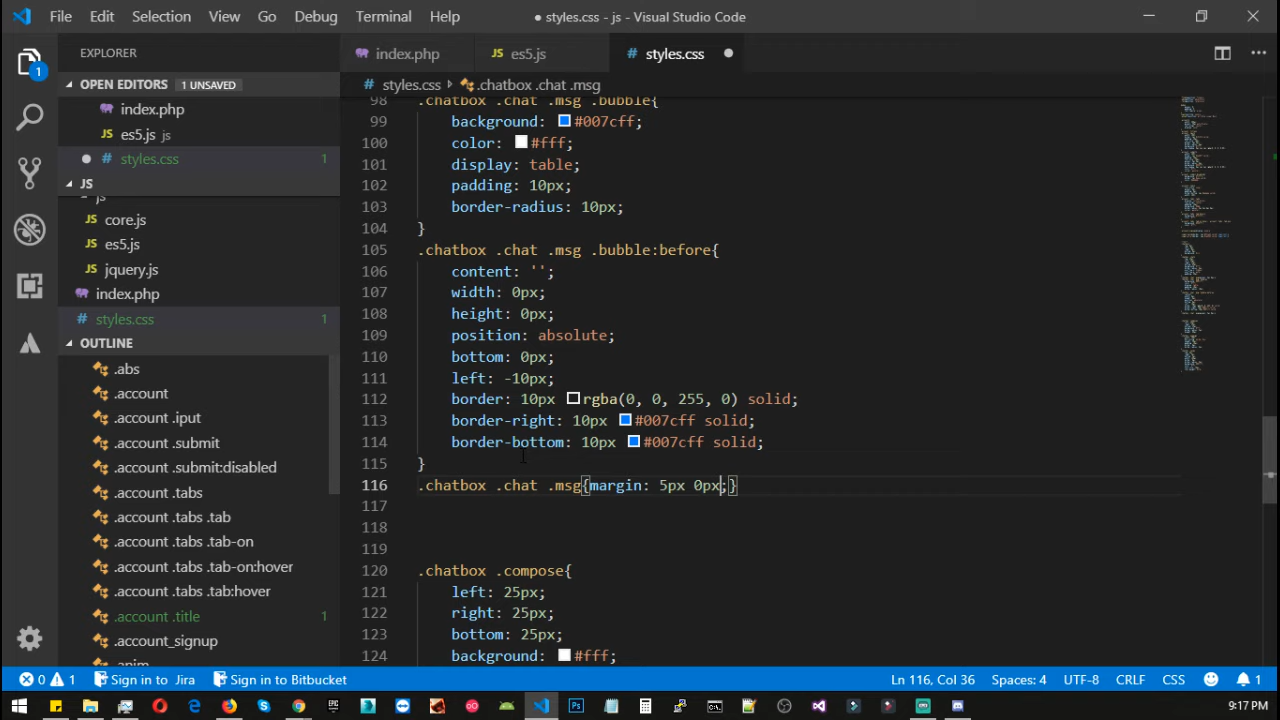 File Edit Selection View Go Debug Terminal Help
● styles.css - js - Visual Studio Code
EXPLORER
OPEN EDITORS 1 UNSAVED
index.php
es5.js js
styles.css 1
JS
js
core.js
es5.js
jquery.js
index.php
styles.css 1
OUTLINE
.abs
.account
.account .iput
.account .submit
.account .submit:disabled
.account .tabs
.account .tabs .tab
.account .tabs .tab-on
.account .tabs .tab-on:hover
.account .tabs .tab:hover
.account .title 1
.account_signup
index.php es5.js styles.css
styles.css .chatbox .chat .msg
98 .chatbox .chat .msg .bubble{
99 background: #007cff;
100 color: #fff;
101 display: table;
102 padding: 10px;
103 border-radius: 10px;
104 }
105 .chatbox .chat .msg .bubble:before{
106 content: '';
107 width: 0px;
108 height: 0px;
109 position: absolute;
110 bottom: 0px;
111 left: -10px;
112 border: 10px rgba(0, 0, 255, 0) solid;
113 border-right: 10px #007cff solid;
114 border-bottom: 10px #007cff solid;
115 }
116 .chatbox .chat .msg{margin: 5px 0px;}
117
118
119
120 .chatbox .compose{
121 left: 25px;
122 right: 25px;
123 bottom: 25px;
124 background: #fff;
0 1 Sign in to Jira Sign in to Bitbucket
Ln 116, Col 36 Spaces: 4 UTF-8 CRLF CSS 1
9:17 PM